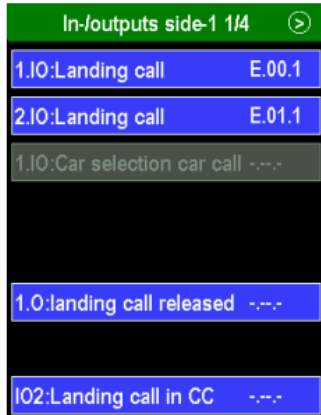 In-/outputs side-1 1/4 >
1.IO:Landing call E.00.1
2.IO:Landing call E.01.1
1.IO:Car selection car call -.--.-
1.O:landing call released -.--.-
IO2:Landing call in CC -.--.-